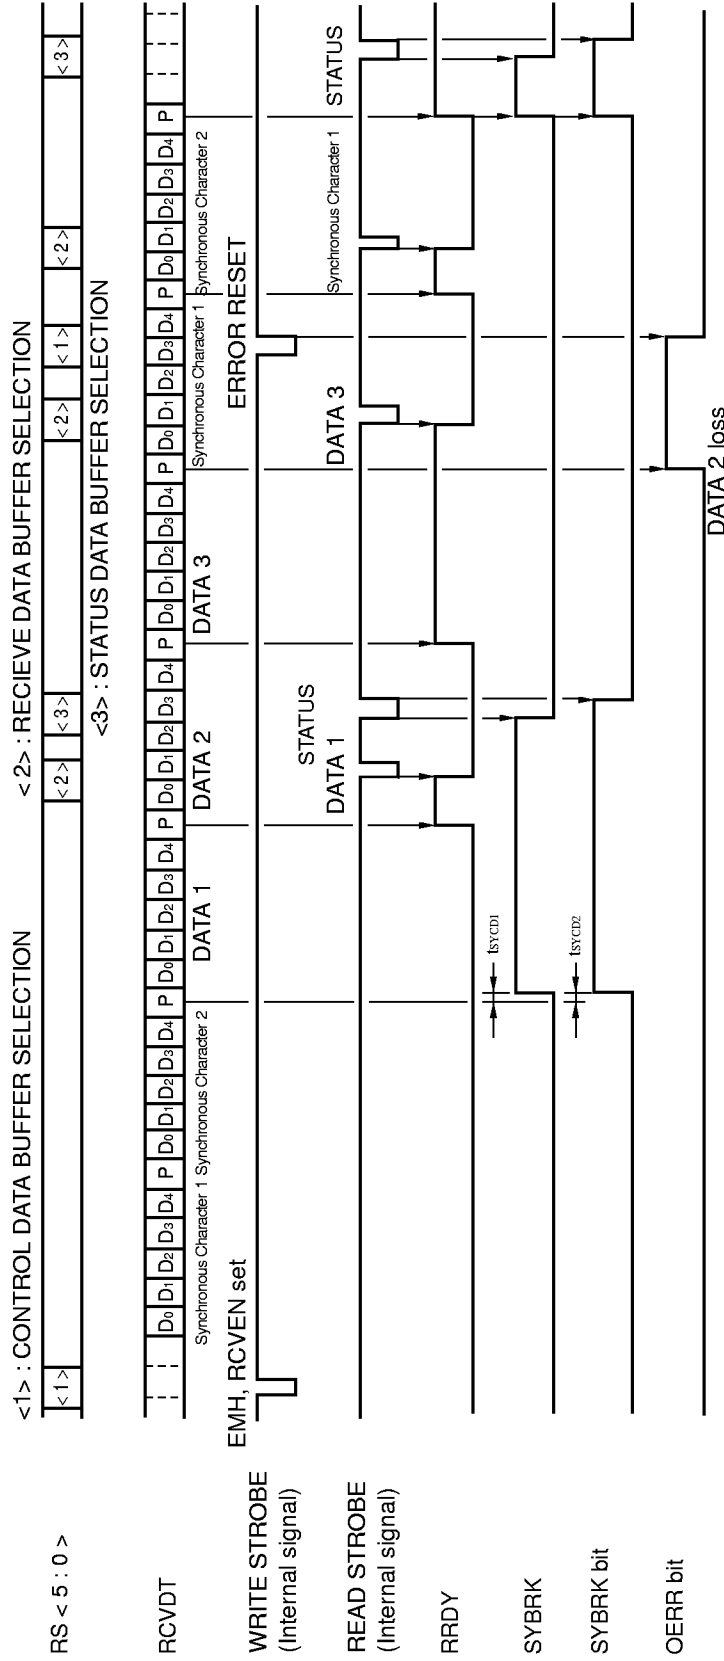 <1> : CONTROL DATA BUFFER SELECTION <2> : RECIEVE DATA BUFFER SELECTION
RS < 5 : 0 > <1> <2> <3> <2> <1> <2> <3>
<3> : STATUS DATA BUFFER SELECTION
RCVDT D0 D1 D2 D3 D4 P D0 D1 D2 D3 D4 P D0 D1 D2 D3 D4 P D0 D1 D2 D3 D4 P D0 D1 D2 D3 D4 P D0 D1 D2 D3 D4 P D0 D1 D2 D3 D4 P
Synchronous Character 1 Synchronous Character 2 DATA 1 DATA 2 DATA 3 Synchronous Character 1 Synchronous Character 2
EMH, RCVEN set ERROR RESET
WRITE STROBE
(Internal signal)
STATUS
DATA 1 DATA 3 Synchronous Character 1 STATUS
READ STROBE
(Internal signal)
RRDY
tSYCD1
SYBRK
tSYCD2
SYBRK bit
OERR bit
DATA 2 loss